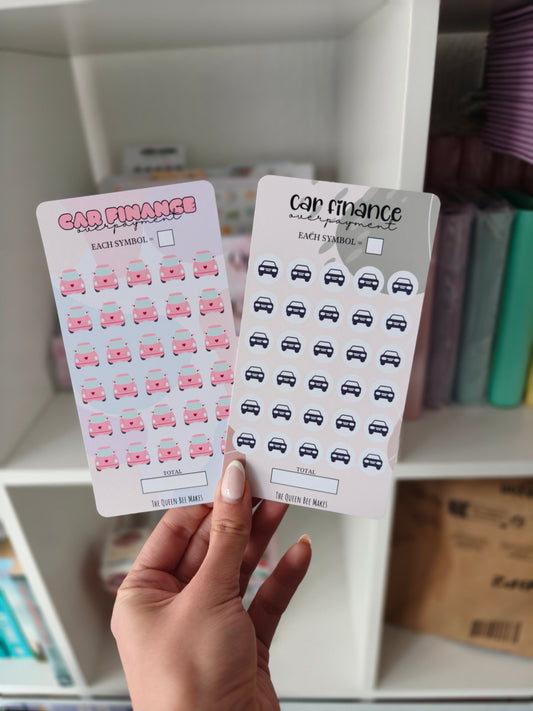 CAR FINANCE
overpayment
EACH SYMBOL =
TOTAL
THE QUEEN BEE MAKES
car finance
overpayment
EACH SYMBOL =
TOTAL
THE QUEEN BEE MAKES